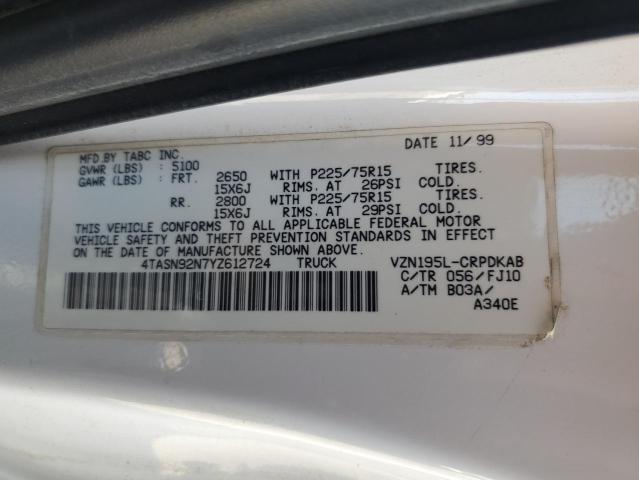 DATE 11/99
MFD.BY TABC INC.
GVWR (LBS) : 5100
GAWR (LBS) : FRT. 2650 WITH P225/75R15 TIRES.
15X6J RIMS. AT 26PSI COLD.
RR. 2800 WITH P225/75R15 TIRES.
15X6J RIMS. AT 29PSI COLD.
THIS VEHICLE CONFORMS TO ALL APPLICABLE FEDERAL MOTOR
VEHICLE SAFETY AND THEFT PREVENTION STANDARDS IN EFFECT
ON THE DATE OF MANUFACTURE SHOWN ABOVE.
4TASN92N7YZ612724 TRUCK VZN195L-CRPDKAB
C/TR 056/FJ10
A/TM B03A/
A340E